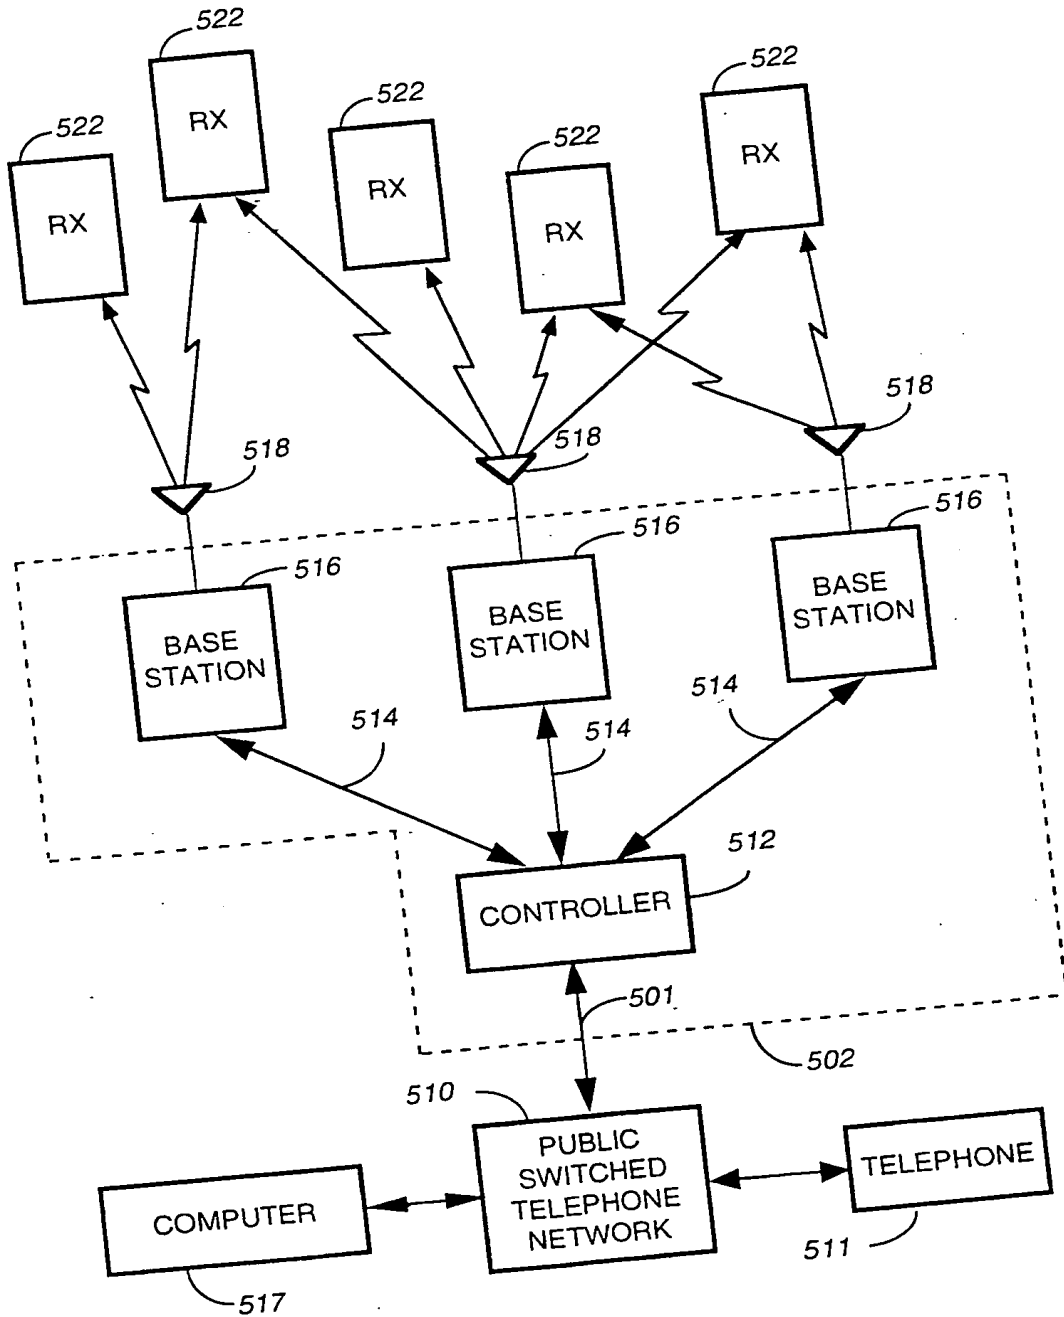 522
RX
522
RX
522
RX
522
RX
522
RX
518
518
518
516
BASE
STATION
516
BASE
STATION
516
BASE
STATION
514
514
514
512
CONTROLLER
501
502
510
PUBLIC
SWITCHED
TELEPHONE
NETWORK
TELEPHONE
511
COMPUTER
517